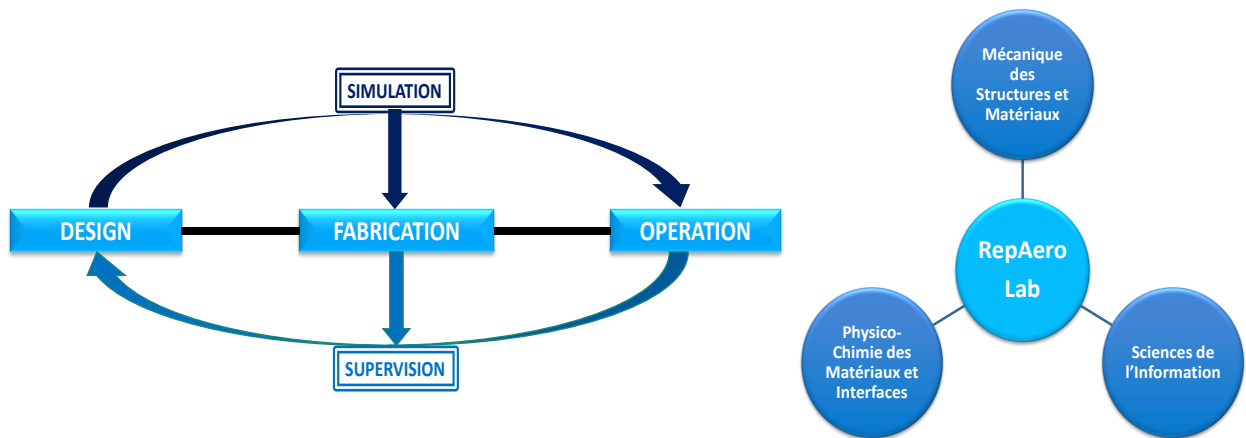 SIMULATION
DESIGN
FABRICATION
OPERATION
SUPERVISION
Mécanique
des
Structures et
Matériaux
RepAero
Lab
Physico-
Chimie des
Matériaux et
Interfaces
Sciences de
l'Information